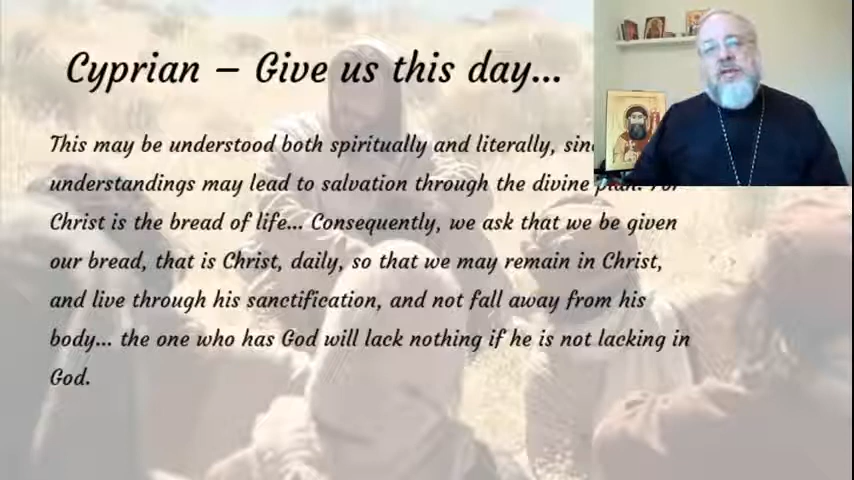 Cyprian – Give us this day...
This may be understood both spiritually and literally,
understandings may lead to salvation through the divine
Christ is the bread of life... Consequently, we ask that we be given
our bread, that is Christ, daily, so that we may remain in Christ,
and live through his sanctification, and not fall away from his
body... the one who has God will lack nothing if he is not lacking in
God.